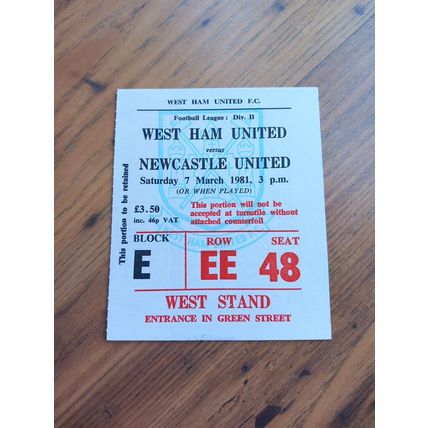 WEST HAM UNITED F.C.
Football League: Div. II
WEST HAM UNITED
versus
NEWCASTLE UNITED
Saturday 7 March 1981, 3 p.m.
(OR WHEN PLAYED)
£3.50
inc. 46p VAT
This portion will not be
accepted at turnstile without
attached counterfoil
This portion to be retained
BLOCK
E
ROW
EE
SEAT
48
WEST STAND
ENTRANCE IN GREEN STREET